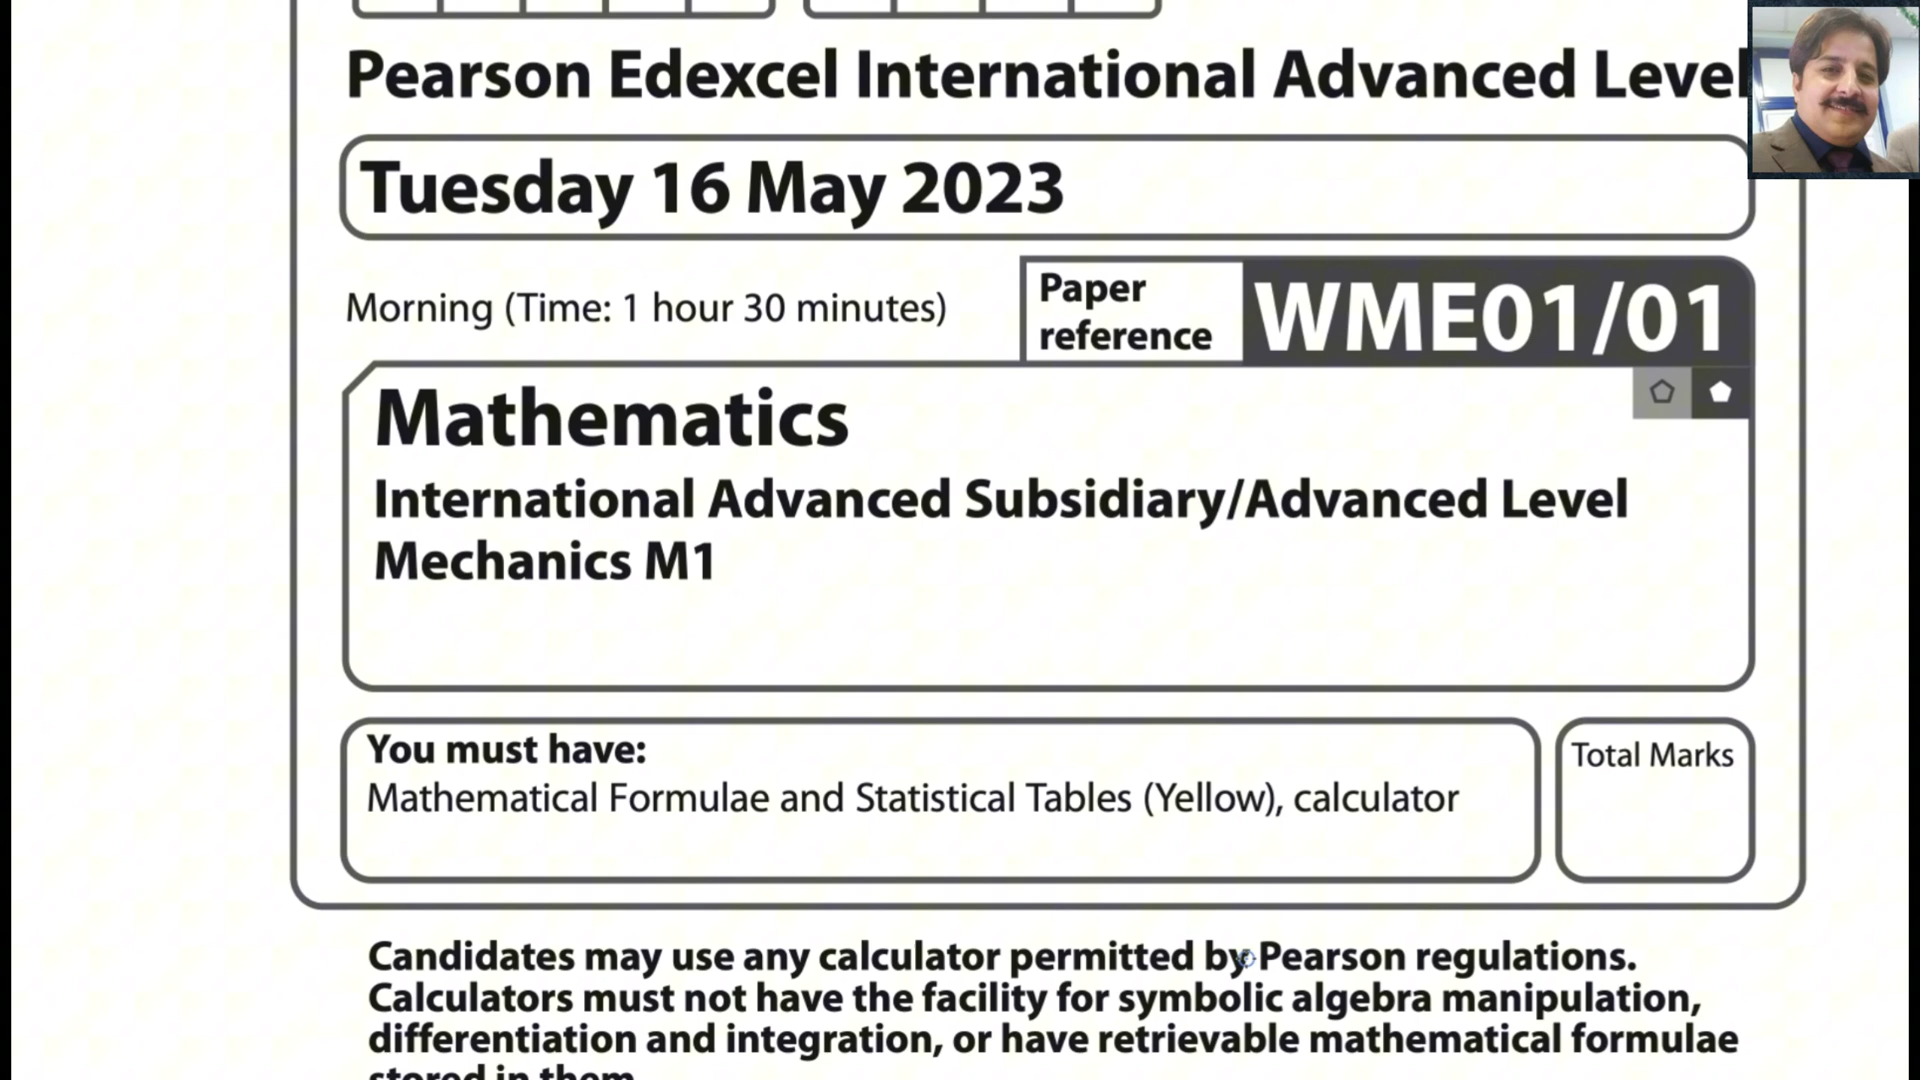 Pearson Edexcel International Advanced Level
Tuesday 16 May 2023
Morning (Time: 1 hour 30 minutes)
Paper
reference
WME01/01
Mathematics
International Advanced Subsidiary/Advanced Level
Mechanics M1
You must have:
Mathematical Formulae and Statistical Tables (Yellow), calculator
Total Marks
Candidates may use any calculator permitted by Pearson regulations.
Calculators must not have the facility for symbolic algebra manipulation,
differentiation and integration, or have retrievable mathematical formulae
stored in them.